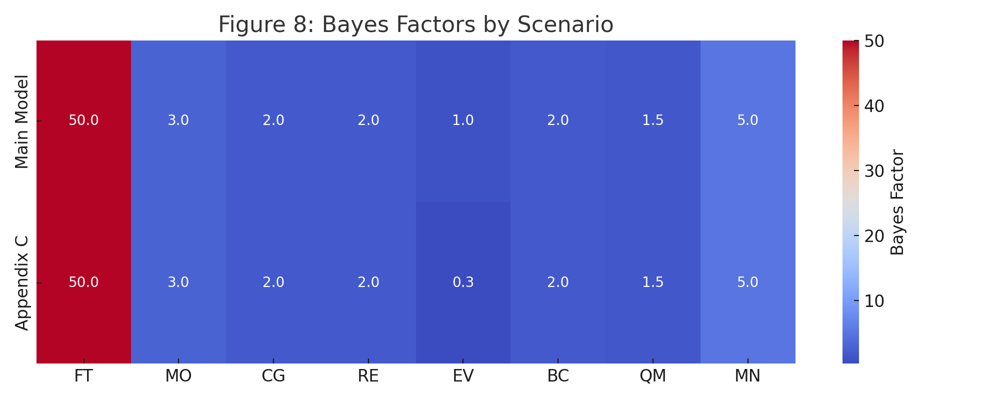 Figure 8: Bayes Factors by Scenario
Main Model
50.0 3.0 2.0 2.0 1.0 2.0 1.5 5.0
Appendix C
50.0 3.0 2.0 2.0 0.3 2.0 1.5 5.0
FT MO CG RE EV BC QM MN
50
40
30
20
10
Bayes Factor